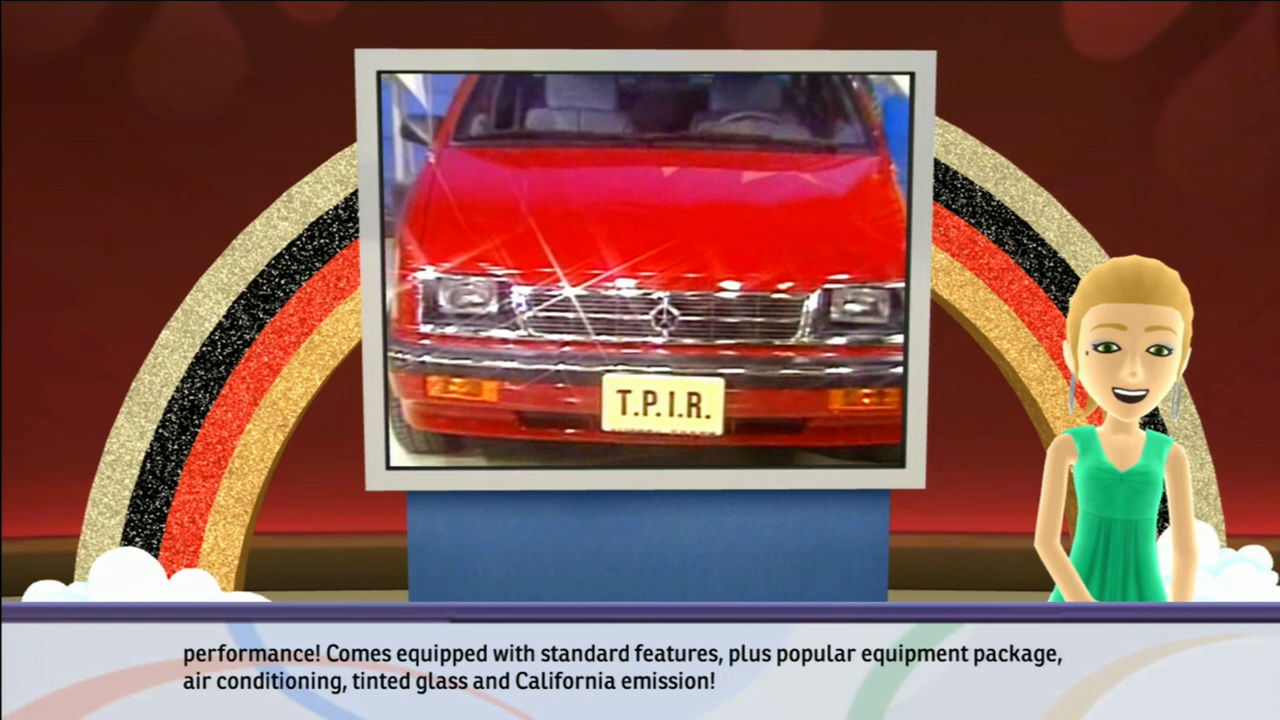 T.P.I.R.
performance! Comes equipped with standard features, plus popular equipment package,
air conditioning, tinted glass and California emission!